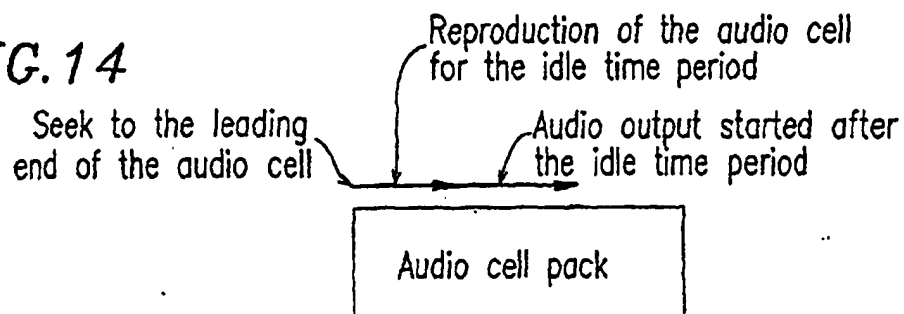 G.14
Reproduction of the audio cell
for the idle time period
Seek to the leading
end of the audio cell
Audio output started after
the idle time period
Audio cell pack